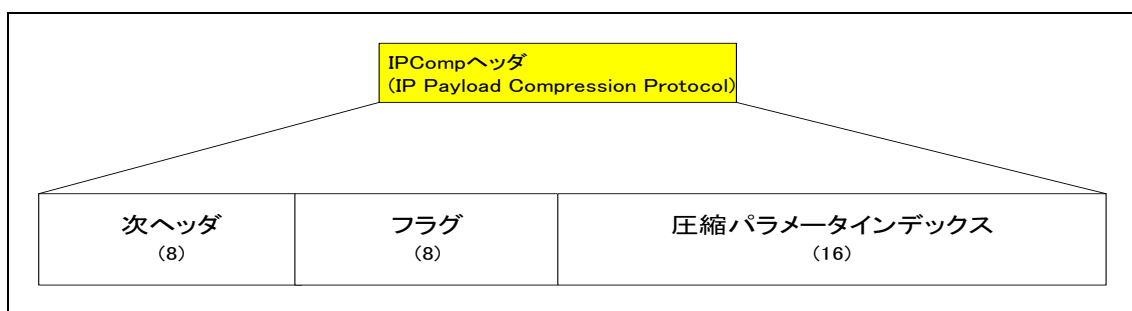 IPCompヘッダ
(IP Payload Compression Protocol)
次ヘッダ
(8)
フラグ
(8)
圧縮パラメータインデックス
(16)